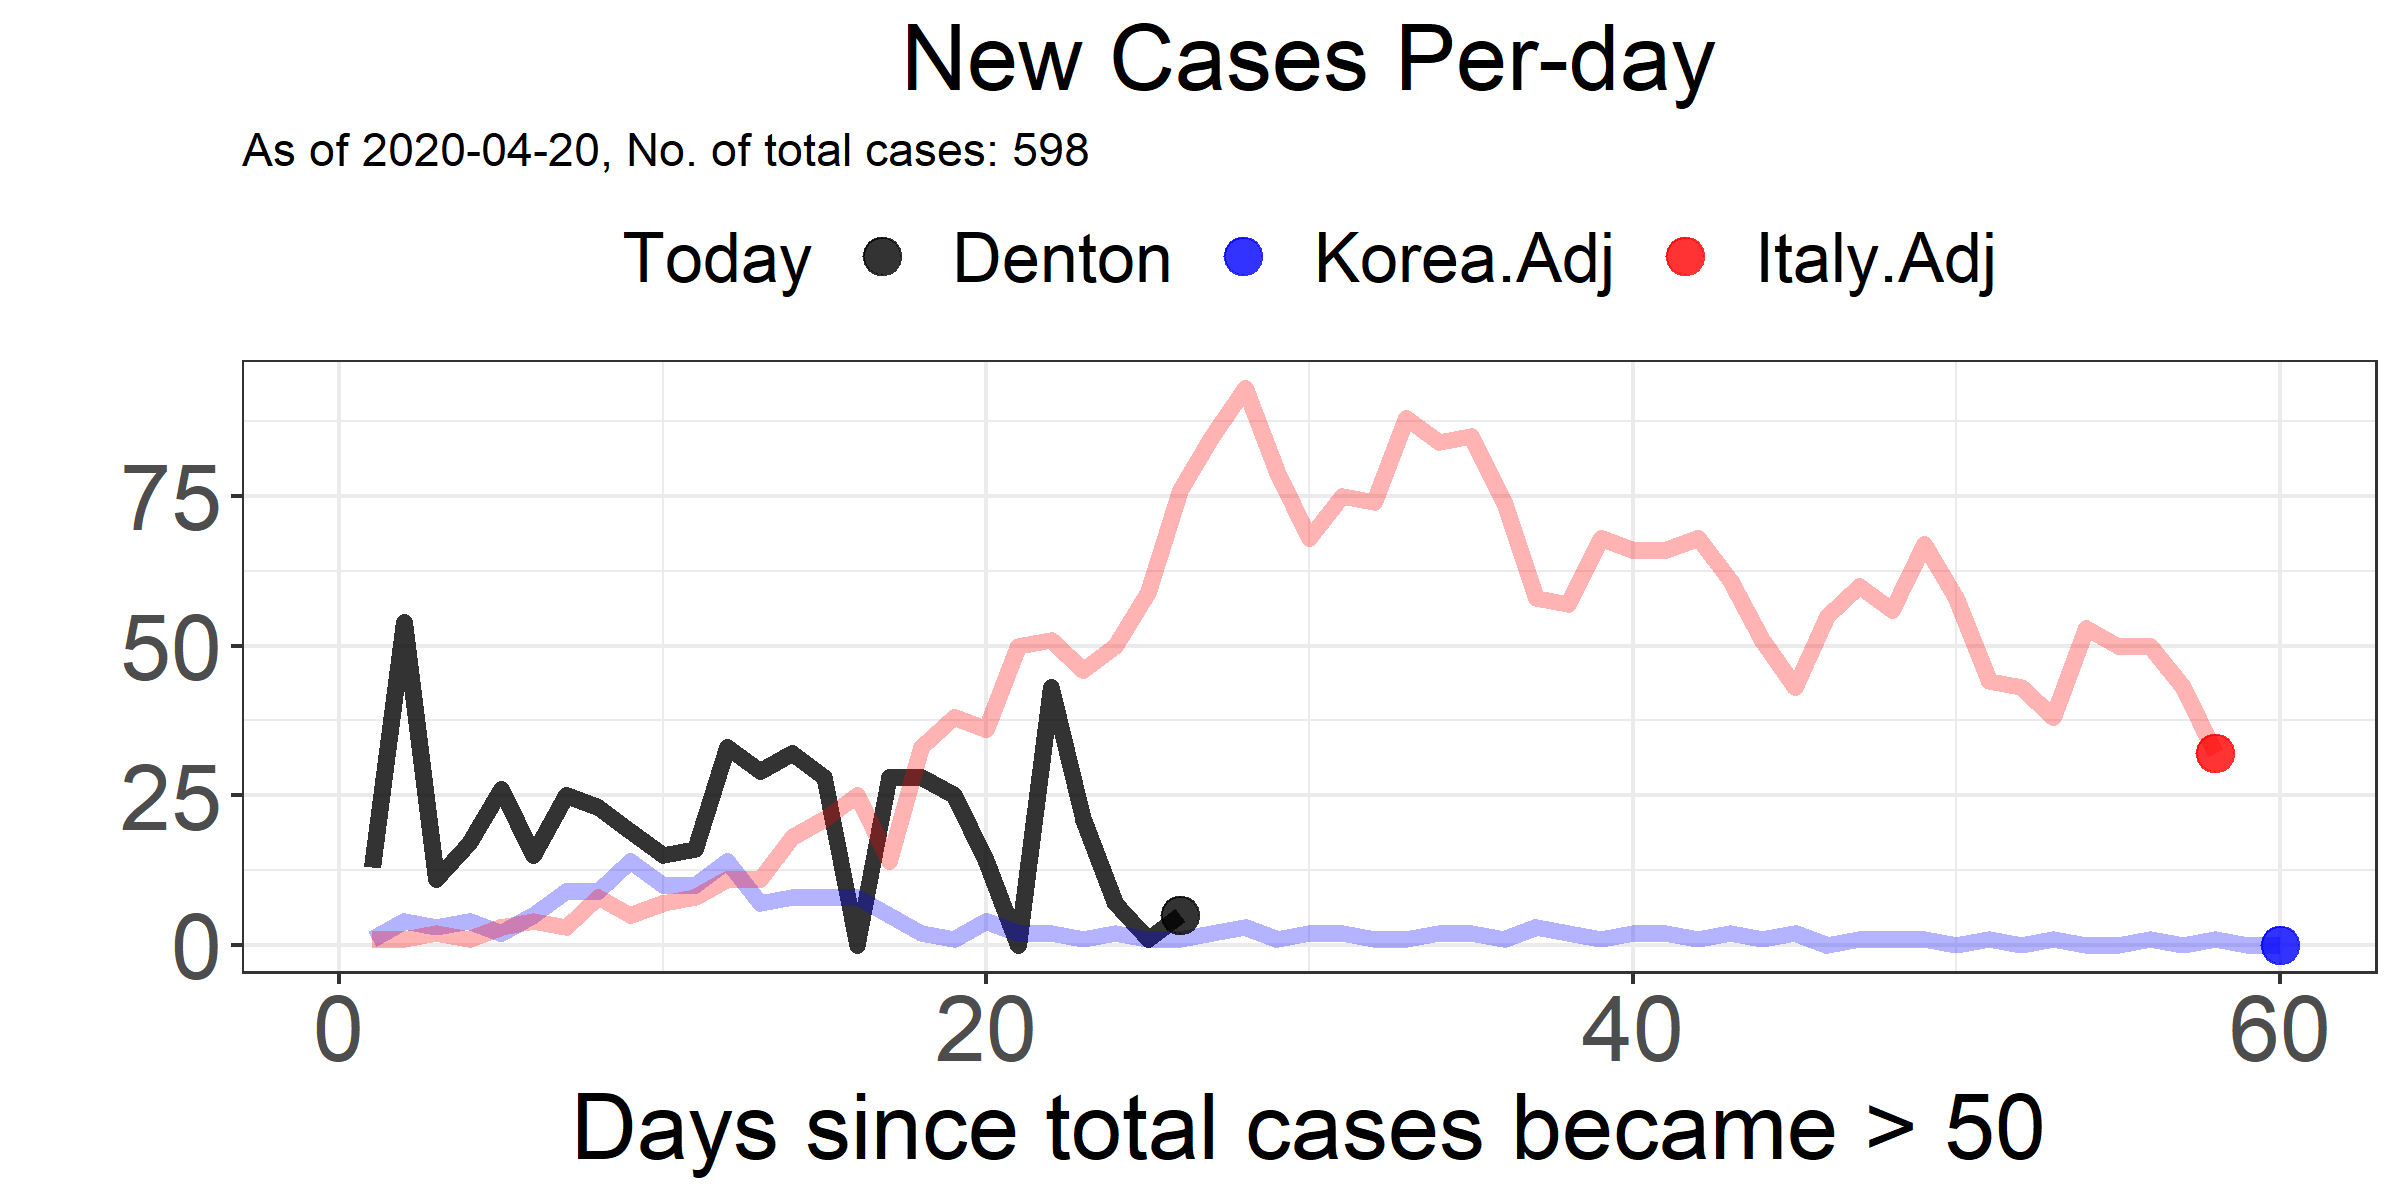 New Cases Per-day
As of 2020-04-20, No. of total cases: 598
Today Denton Korea.Adj Italy.Adj
75
50
25
0
0 20 40 60
Days since total cases became > 50